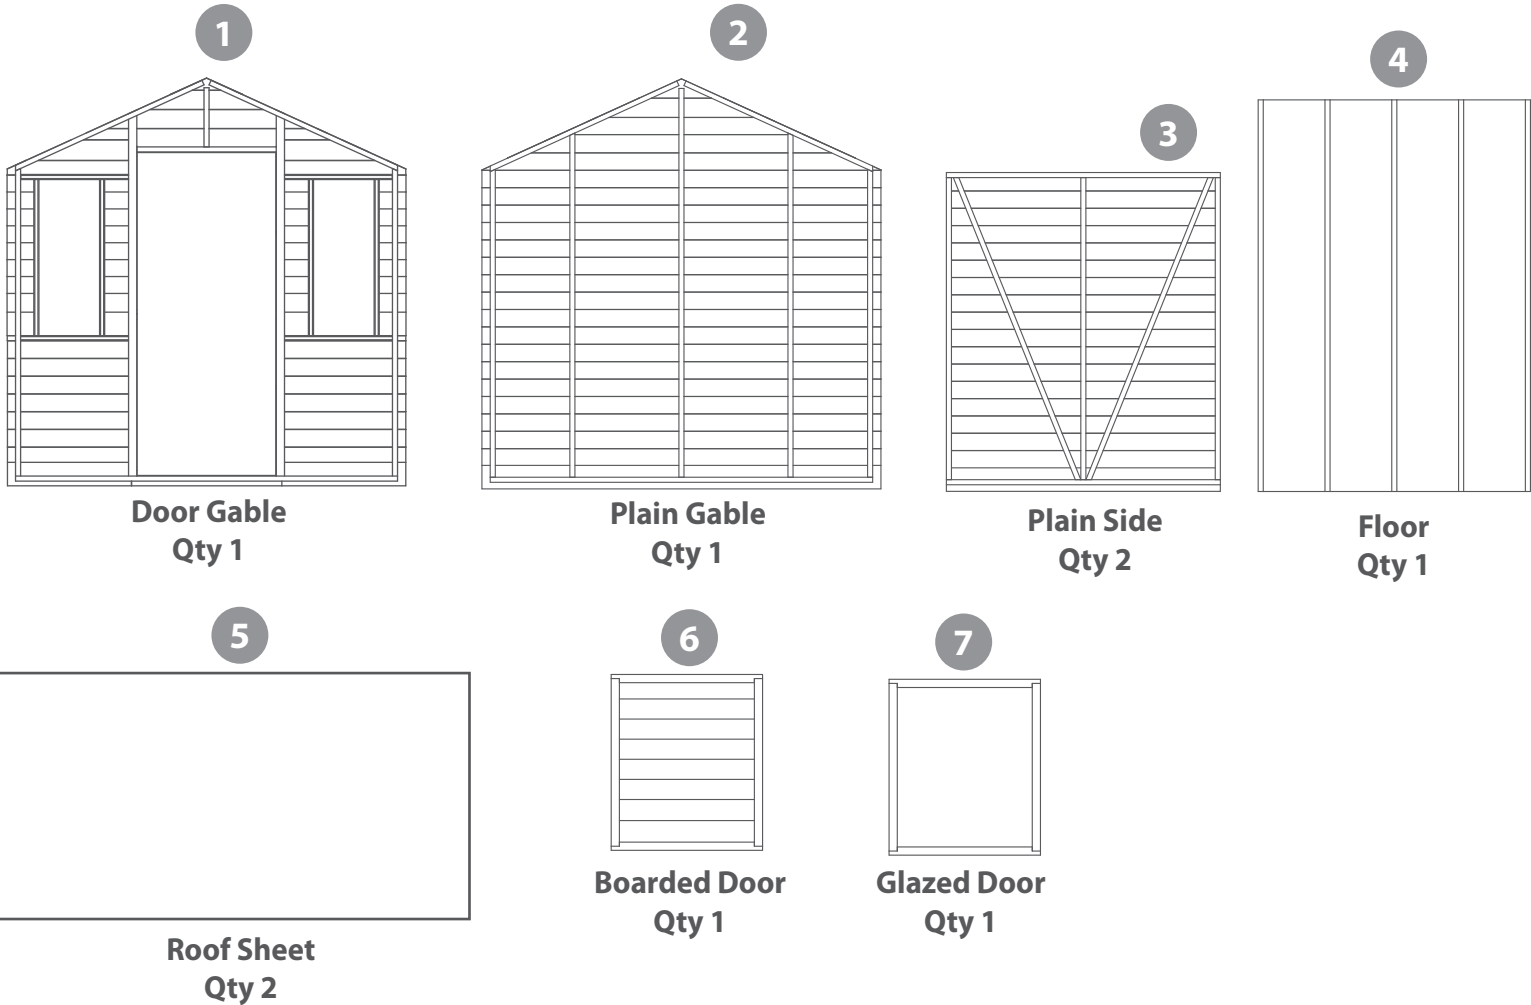 1
Door Gable
Qty 1
2
Plain Gable
Qty 1
3
Plain Side
Qty 2
4
Floor
Qty 1
5
Roof Sheet
Qty 2
6
Boarded Door
Qty 1
7
Glazed Door
Qty 1